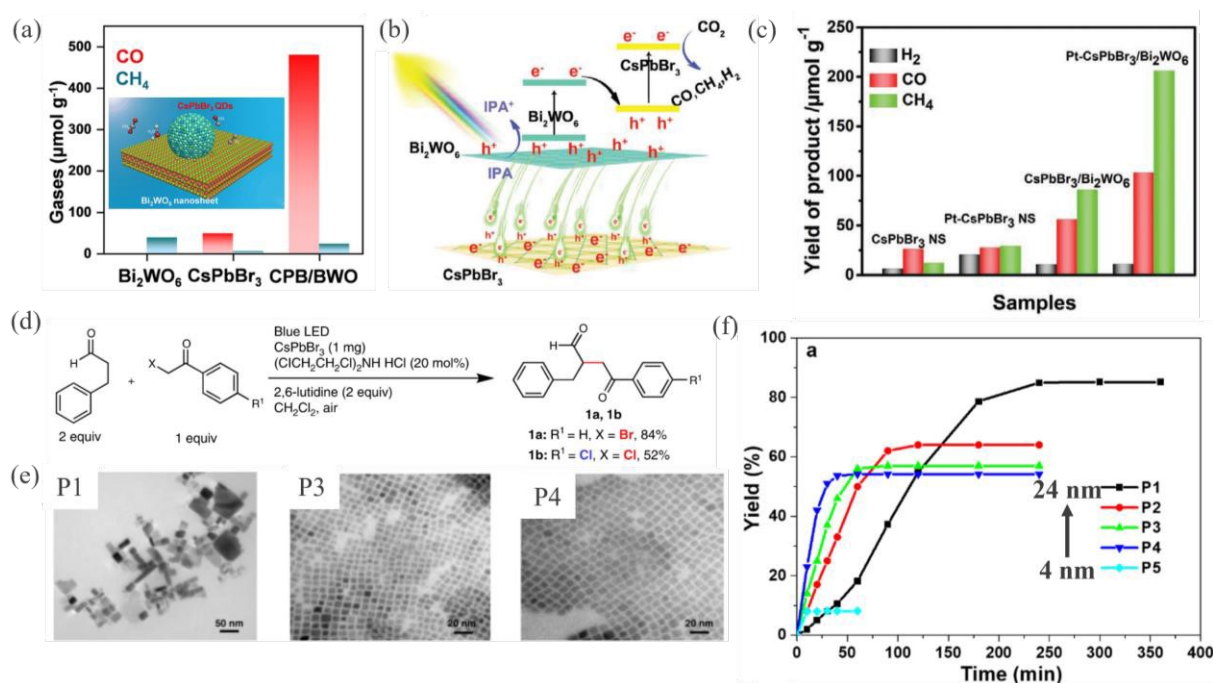 (a)
CO
CH₄
Gases (μmol g⁻¹)
500
400
300
200
100
0
CsPbBr₃ QDs
Bi₂WO₆ nanosheet
Bi₂WO₆ CsPbBr₃ CPB/BWO
(b)
e⁻ e⁻
CO₂
CsPbBr₃
e⁻ e⁻
CO,CH₄,H₂
IPA⁺
Bi₂WO₆
h⁺ h⁺
Bi₂WO₆
h⁺ h⁺ h⁺ h⁺ h⁺ h⁺
IPA
e⁻
h⁺
CsPbBr₃
(c)
H₂
CO
CH₄
Yield of product /μmol g⁻¹
250
200
150
100
50
0
CsPbBr₃ NS
Pt-CsPbBr₃ NS
CsPbBr₃/Bi₂WO₆
Pt-CsPbBr₃/Bi₂WO₆
Samples
(d)
O
H
2 equiv
+
X
O
R¹
1 equiv
Blue LED
CsPbBr₃ (1 mg)
(ClCH₂CH₂Cl)₂NH HCl (20 mol%)
2,6-lutidine (2 equiv)
CH₂Cl₂, air
O
H
O
R¹
1a, 1b
1a: R¹ = H, X = Br, 84%
1b: R¹ = Cl, X = Cl, 52%
(e)
P1
50 nm
P3
20 nm
P4
20 nm
(f)
a
Yield (%)
100
80
60
40
20
0
24 nm
4 nm
P1
P2
P3
P4
P5
0 50 100 150 200 250 300 350 400
Time (min)